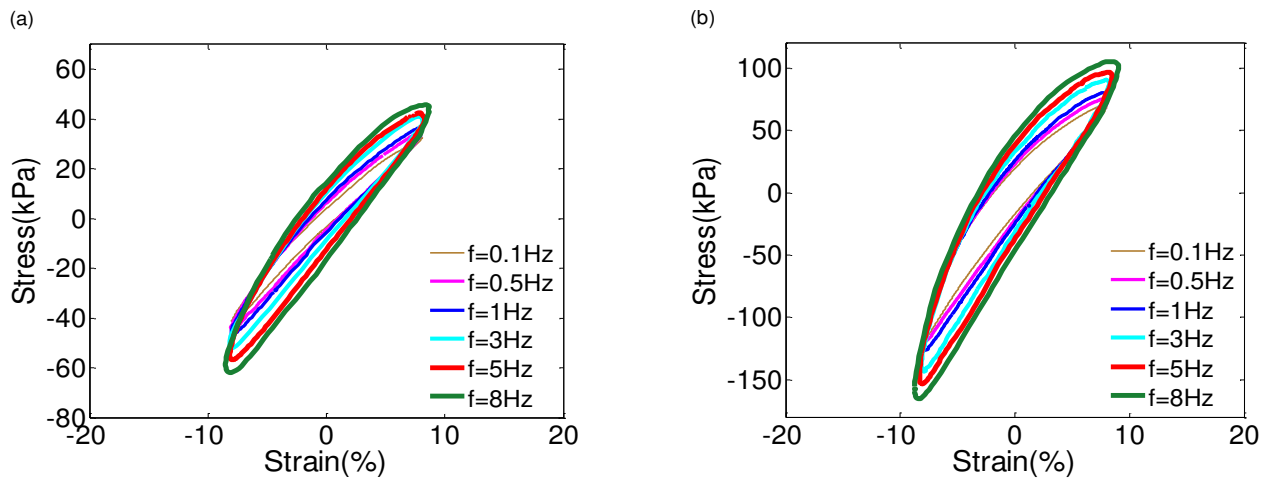 (a)
60
40
20
0
-20
-40
-60
-80
-20
-10
0
10
20
Stress(kPa)
Strain(%)
f=0.1Hz
f=0.5Hz
f=1Hz
f=3Hz
f=5Hz
f=8Hz
(b)
100
50
0
-50
-100
-150
-20
-10
0
10
20
Stress(kPa)
Strain(%)
f=0.1Hz
f=0.5Hz
f=1Hz
f=3Hz
f=5Hz
f=8Hz